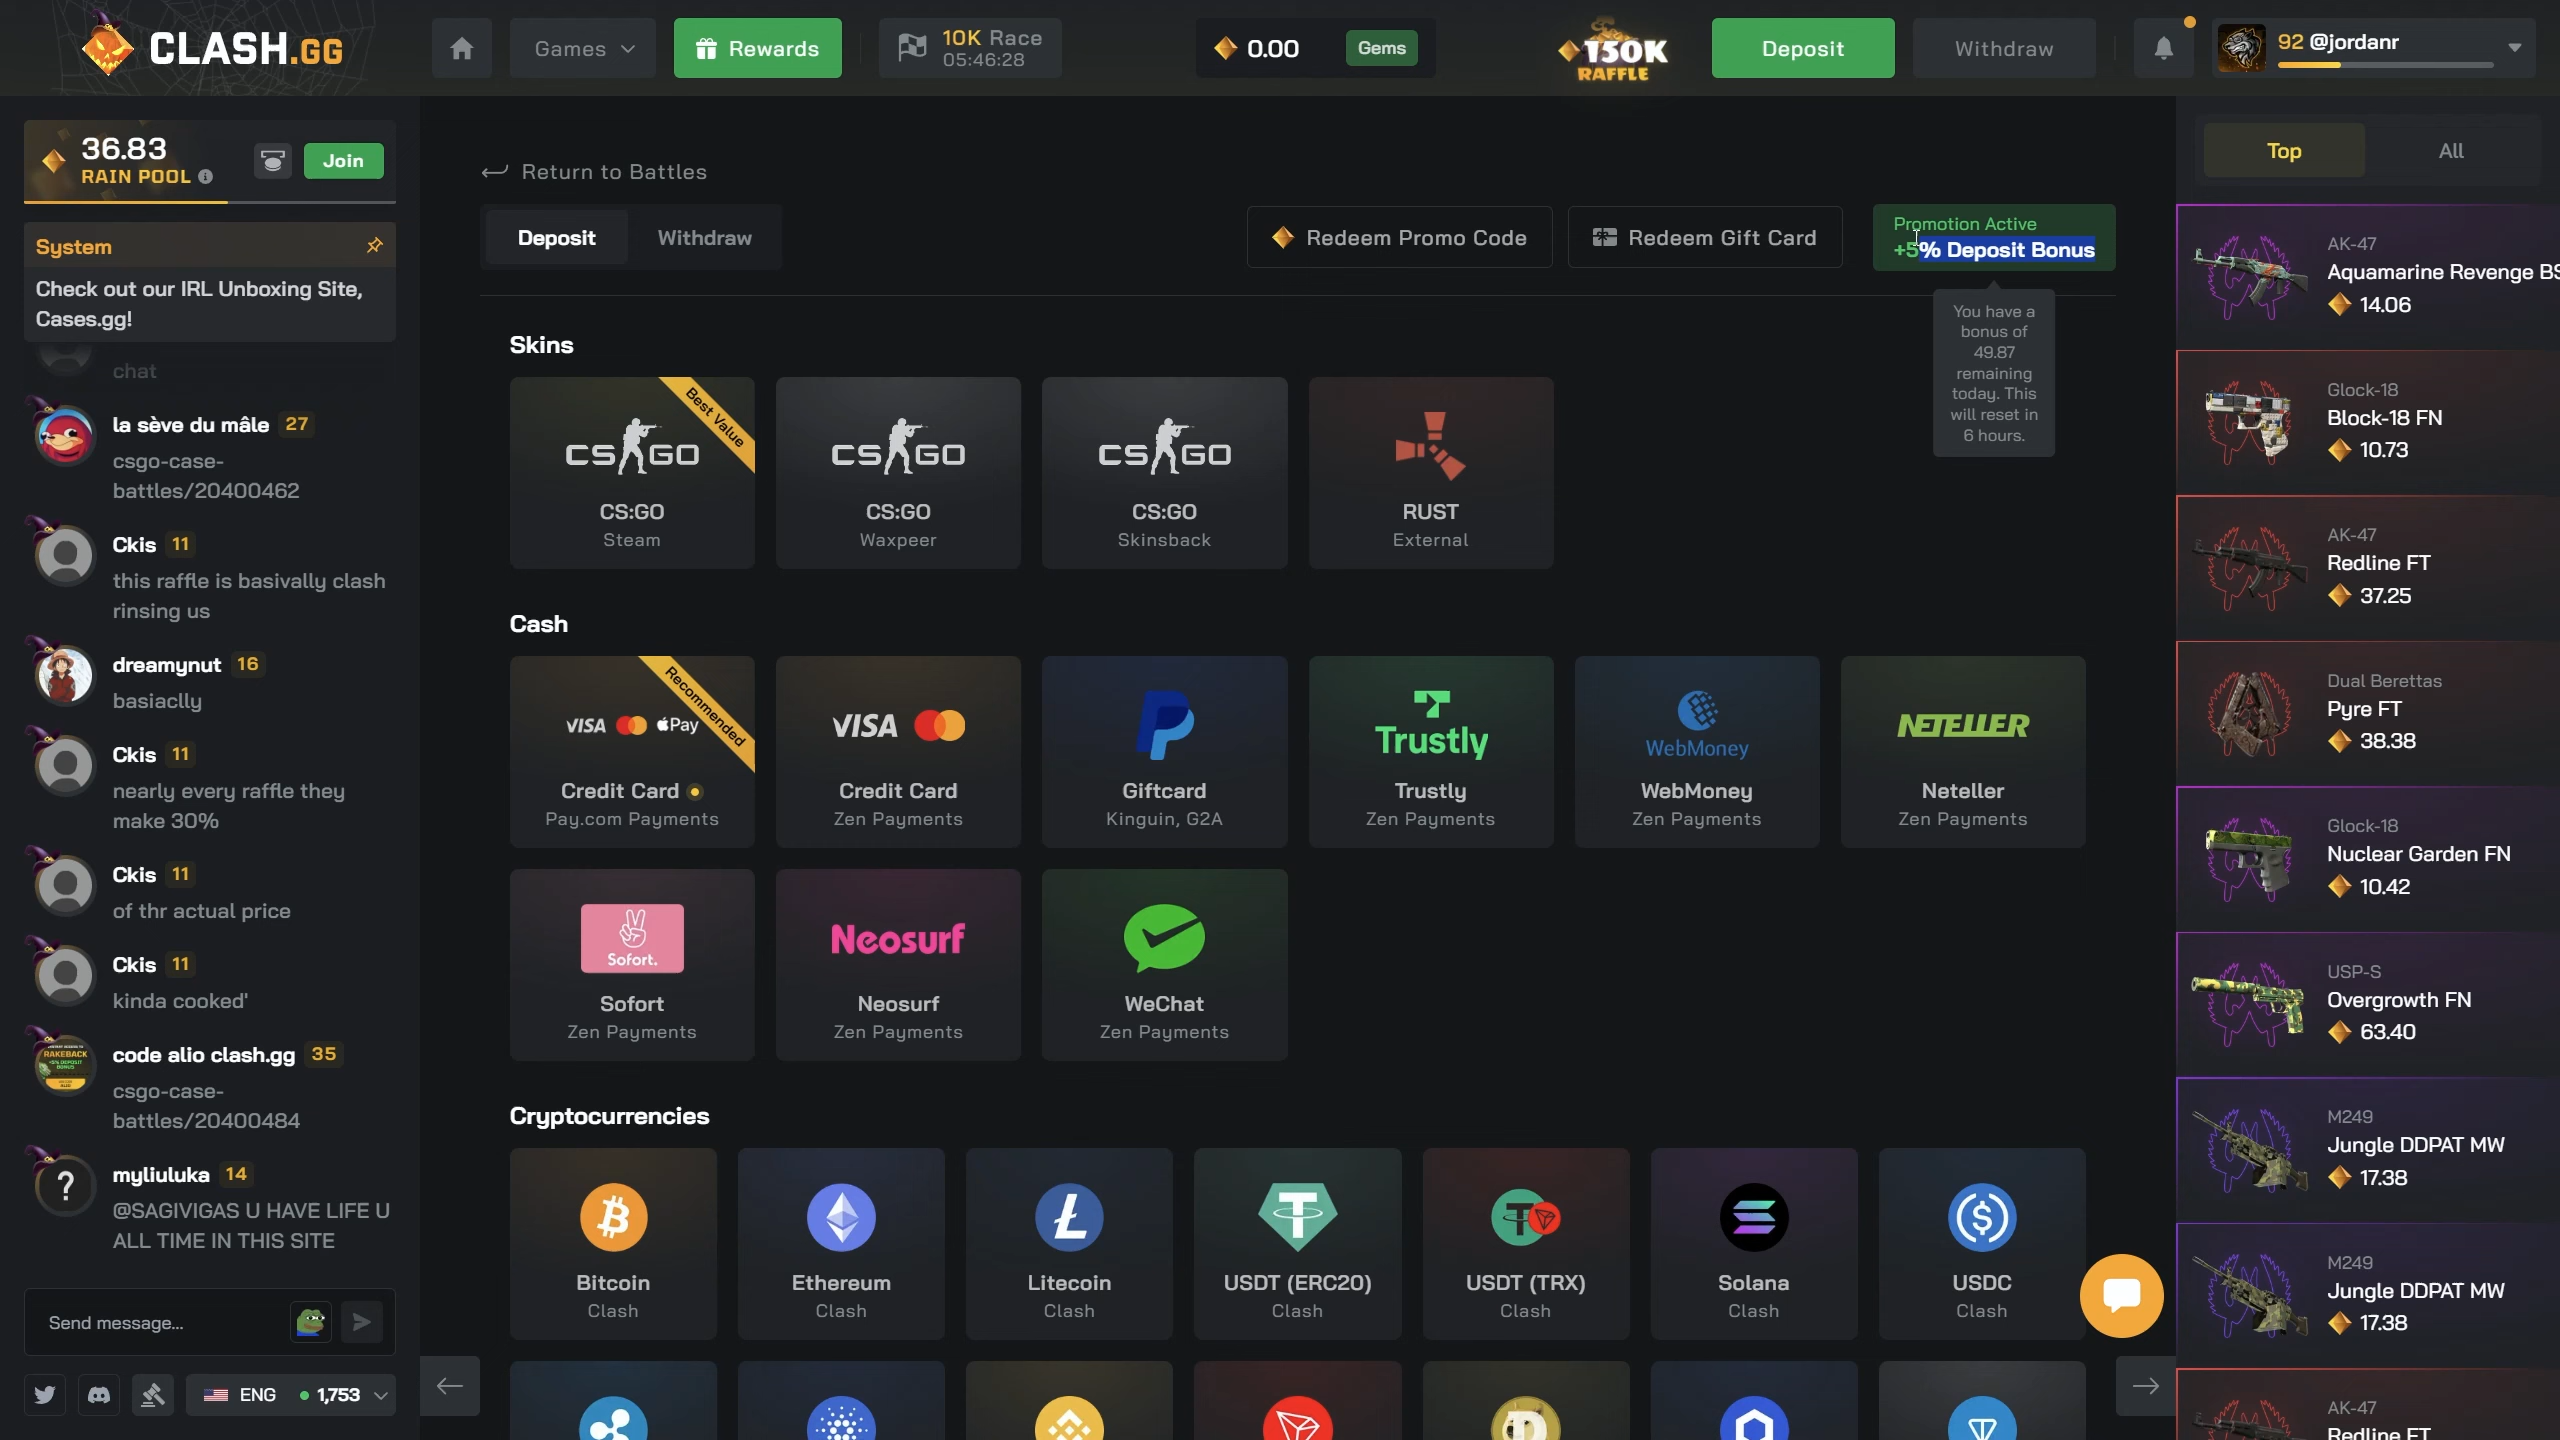 CLASH.GG
Games
Rewards
10K Race
05:46:28
0.00
Gems
150K
RAFFLE
Deposit
Withdraw
92 @jordanr
36.83
RAIN POOL
Join
System
Check out our IRL Unboxing Site,
Cases.gg!
chat
la sève du mâle 27
csgo-case-
battles/20400462
Ckis 11
this raffle is basivally clash
rinsing us
dreamynut 16
basiaclly
Ckis 11
nearly every raffle they
make 30%
Ckis 11
of thr actual price
Ckis 11
kinda cooked'
code alio clash.gg 35
csgo-case-
battles/20400484
myliuluka 14
@SAGIVIGAS U HAVE LIFE U
ALL TIME IN THIS SITE
Send message...
ENG
1,753
Return to Battles
Deposit
Withdraw
Redeem Promo Code
Redeem Gift Card
Promotion Active
+5% Deposit Bonus
You have a
bonus of
49.87
remaining
today. This
will reset in
6 hours.
Skins
Best Value
CS GO
CS:GO
Steam
CS GO
CS:GO
Waxpeer
CS GO
CS:GO
Skinsback
RUST
External
Cash
Recommended
VISA Pay
Credit Card
Pay.com Payments
VISA
Credit Card
Zen Payments
Giftcard
Kinguin, G2A
Trustly
Trustly
Zen Payments
WebMoney
WebMoney
Zen Payments
NETELLER
Neteller
Zen Payments
Sofort.
Sofort
Zen Payments
Neosurf
Neosurf
Zen Payments
WeChat
Zen Payments
Cryptocurrencies
Bitcoin
Clash
Ethereum
Clash
Litecoin
Clash
USDT (ERC20)
Clash
USDT (TRX)
Clash
Solana
Clash
USDC
Clash
Top
All
AK-47
Aquamarine Revenge BS
14.06
Glock-18
Block-18 FN
10.73
AK-47
Redline FT
37.25
Dual Berettas
Pyre FT
38.38
Glock-18
Nuclear Garden FN
10.42
USP-S
Overgrowth FN
63.40
M249
Jungle DDPAT MW
17.38
M249
Jungle DDPAT MW
17.38
AK-47
Redline FT